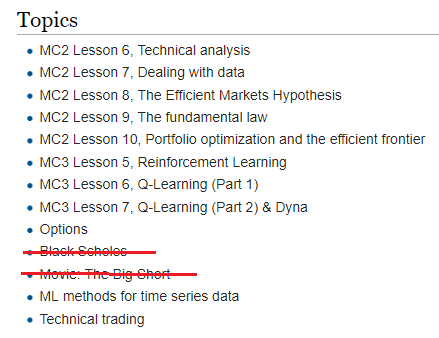 Topics
MC2 Lesson 6, Technical analysis
MC2 Lesson 7, Dealing with data
MC2 Lesson 8, The Efficient Markets Hypothesis
MC2 Lesson 9, The fundamental law
MC2 Lesson 10, Portfolio optimization and the efficient frontier
MC3 Lesson 5, Reinforcement Learning
MC3 Lesson 6, Q-Learning (Part 1)
MC3 Lesson 7, Q-Learning (Part 2) & Dyna
Options
Black Scholes
Movie: The Big Short
ML methods for time series data
Technical trading